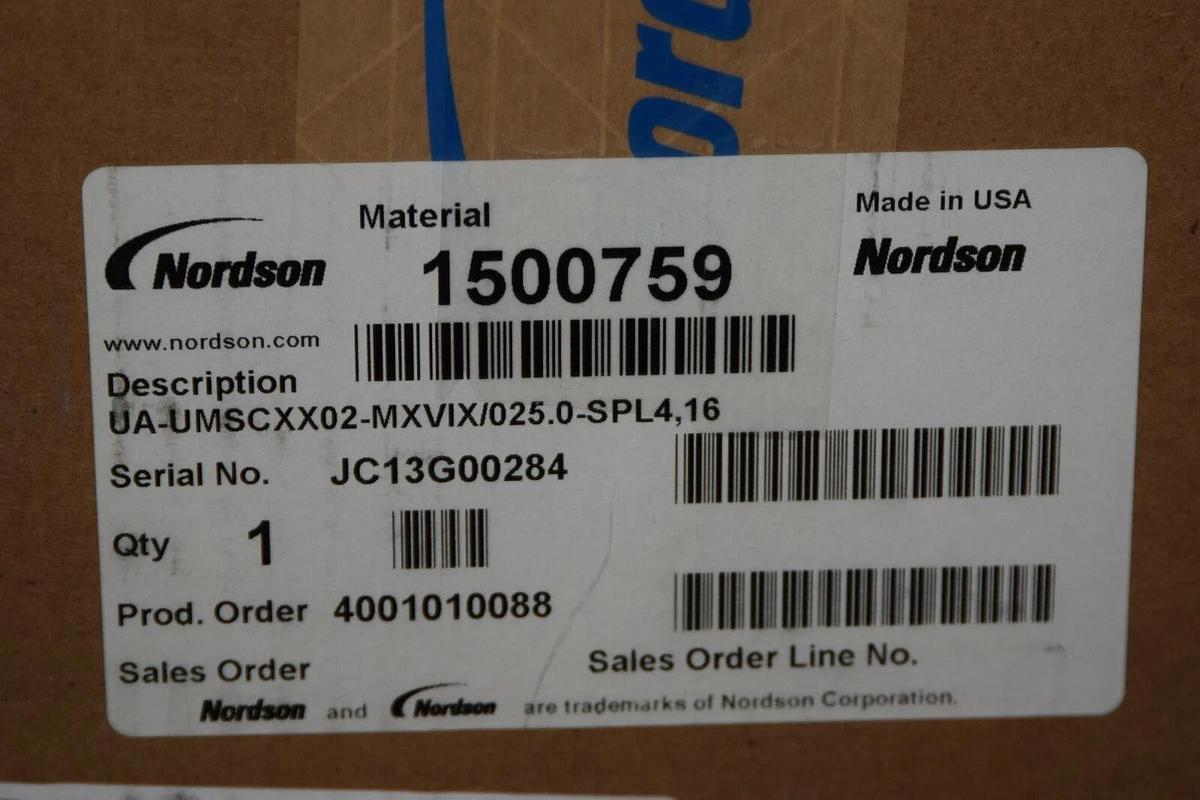 Material
Made in USA
Nordson
1500759
Nordson
www.nordson.com
Description
UA-UMSCXX02-MXVIX/025.0-SPL4,16
Serial No. JC13G00284
Qty 1
Prod. Order 4001010088
Sales Order
Sales Order Line No.
Nordson and Nordson are trademarks of Nordson Corporation.